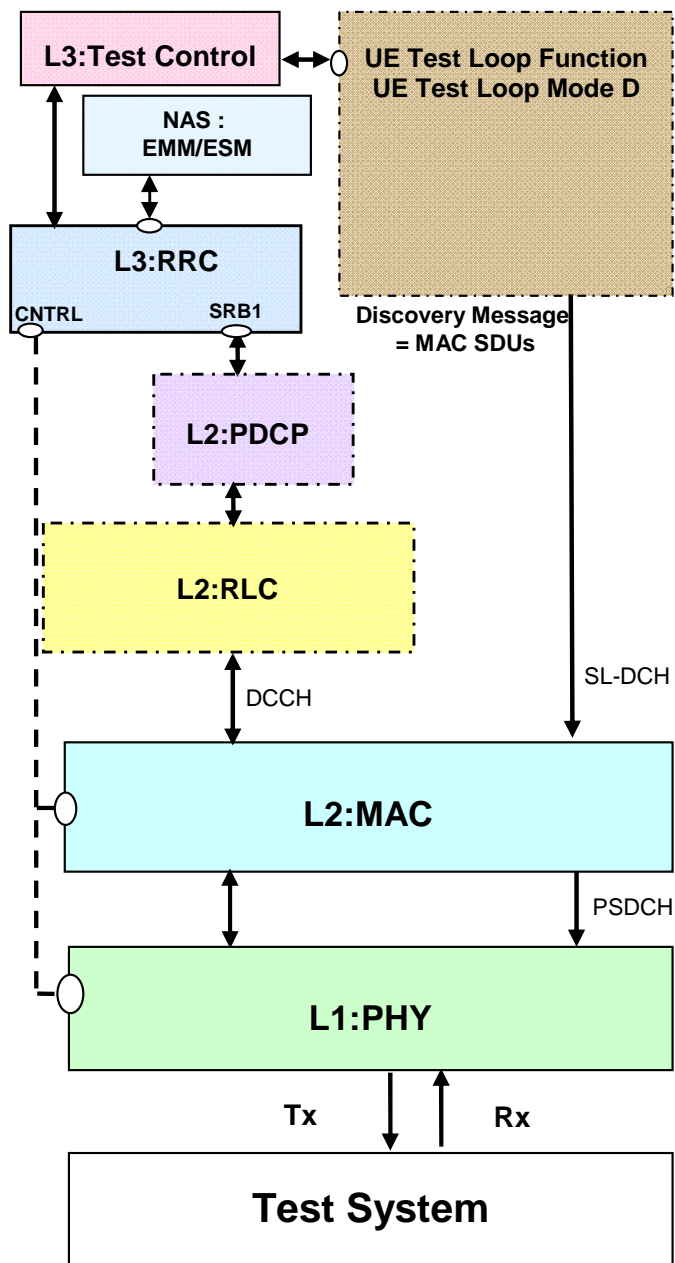 L3:Test Control
UE Test Loop Function
UE Test Loop Mode D
NAS :
EMM/ESM
L3:RRC
CNTRL
SRB1
Discovery Message
= MAC SDUs
L2:PDCP
L2:RLC
DCCH
SL-DCH
L2:MAC
PSDCH
L1:PHY
Tx
Rx
Test System